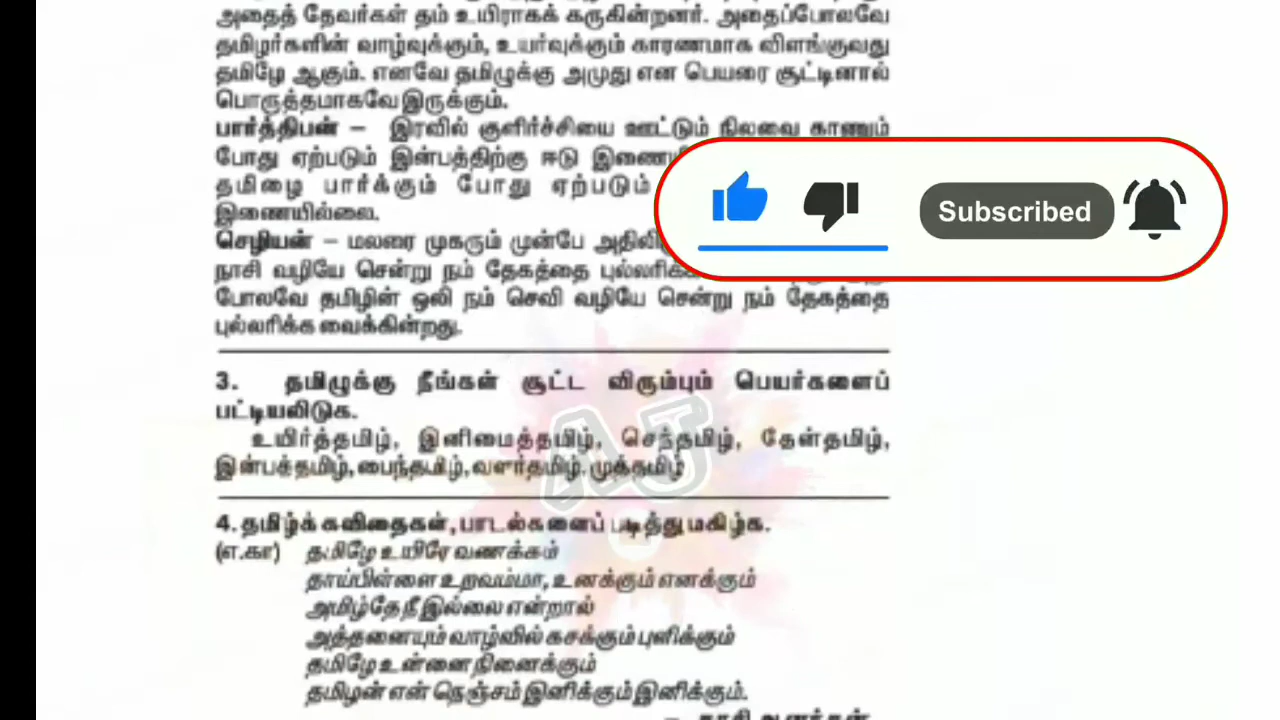 அதைத் தேவர்கள் தம் உயிராகக் கருகின்றனர். அதைப்போலவே
தமிழர்களின் வாழ்வுக்கும், உயர்வுக்கும் காரணமாக விளங்குவது
தமிழே ஆகும். எனவே தமிழுக்கு அமுது என பெயரை சூட்டினால்
பொருத்தமாகவே இருக்கும்.
பார்த்திபன் – இரவில் குளிர்ச்சியை ஊட்டும் நிலவை காணும்
போது ஏற்படும் இன்பத்திற்கு ஈடு
தமிழை பார்க்கும் போது ஏற்படும்
இணையில்லை.
Subscribed
செழியன் – மலரை முகரும் முன்பே
நாசி வழியே சென்று நம் தேகத்தை
போலவே தமிழின் ஒலி நம் செவி வழியே சென்று நம் தேகத்தை
புல்லரிக்க வைக்கின்றது.
3. தமிழுக்கு நீங்கள் சூட்ட விரும்பும் பெயர்களைப்
பட்டியலிடுக.
உயிர்த்தமிழ், இனிமைத்தமிழ், செந்தமிழ், தேன்தமிழ்,
இன்பத்தமிழ், பைந்தமிழ், வளர்தமிழ். முத்தமிழ்
AJ
4. தமிழ்க் கவிதைகள், பாடல்களைப் படித்து மகிழ்க.
(எ.கா) தமிழே உயிரே வணக்கம்
தாய்பிள்ளை உறவம்மா, உனக்கும் எனக்கும்
அமிழ்தே நீ இல்லை என்றால்
அத்தனையும் வாழ்வில் கசக்கும் புளிக்கும்
தமிழே உன்னை நினைக்கும்
தமிழன் என் நெஞ்சம் இனிக்கும் இனிக்கும்.